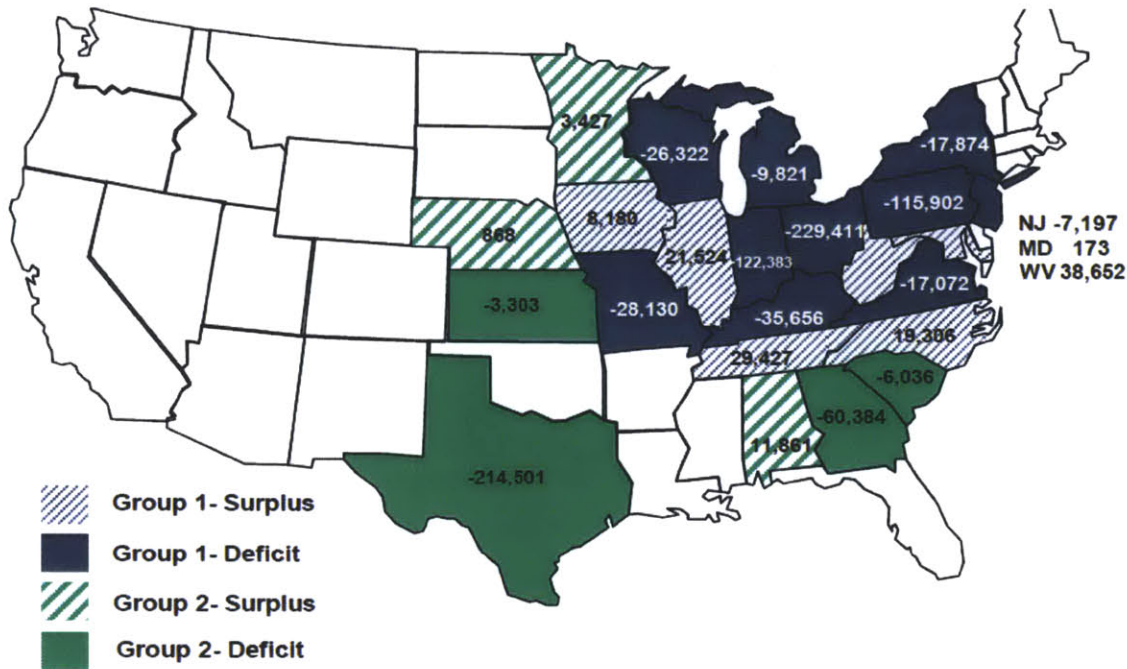 3,427
-26,322
-9,821
-17,874
-115,902
8,180
868
21,524
-122,383
-229,411
NJ -7,197
MD 173
WV 38,652
-17,072
-3,303
-28,130
-35,656
19,306
29,427
-6,036
-60,384
11,861
-214,501
Group 1- Surplus
Group 1- Deficit
Group 2- Surplus
Group 2- Deficit